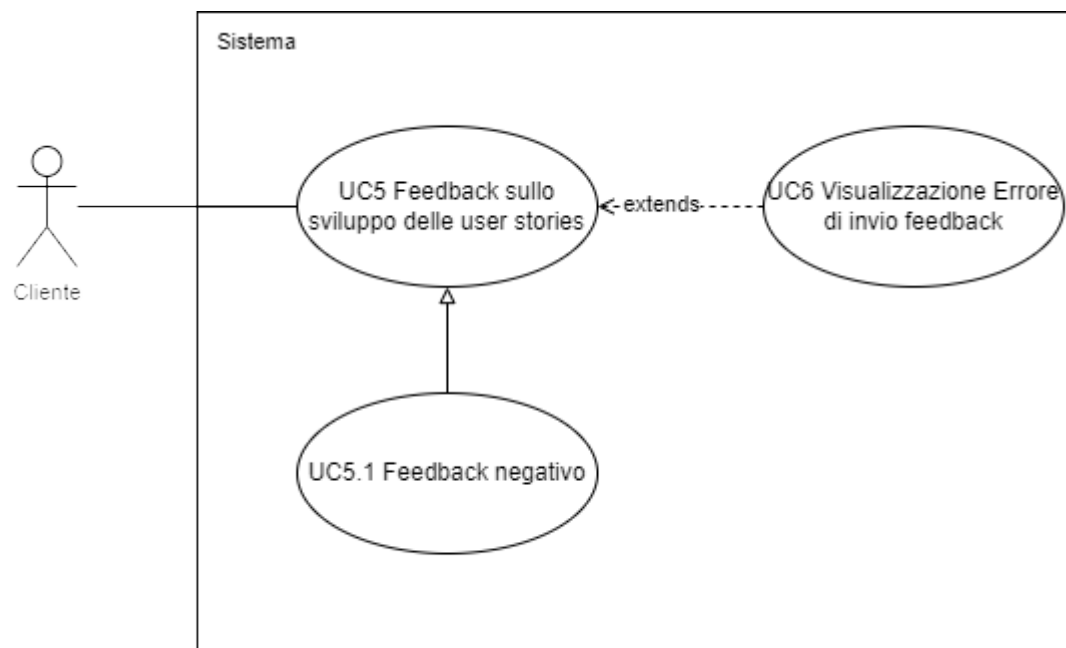 Sistema
UC5 Feedback sullo
sviluppo delle user stories
extends
UC6 Visualizzazione Errore
di invio feedback
Cliente
UC5.1 Feedback negativo